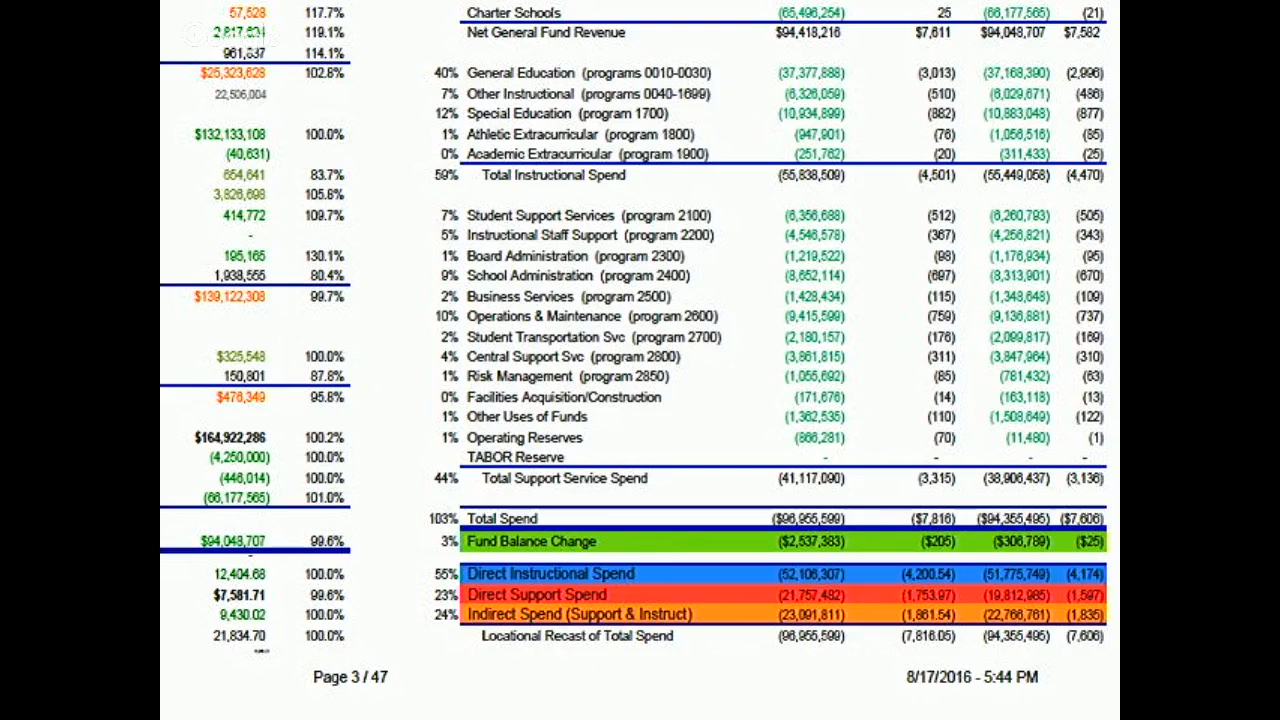 57,528 117.7% Charter Schools (65,496,254) 25 (66,177,565) (21)
2,817,624 119.1% Net General Fund Revenue $94,418,216 $7,611 $94,048,707 $7,582
961,837 114.1%
$25,323,628 102.8% 40% General Education (programs 0010-0030) (37,377,888) (3,013) (37,168,390) (2,996)
22,506,004 7% Other Instructional (programs 0040-1699) (6,326,059) (510) (6,029,671) (486)
12% Special Education (program 1700) (10,934,899) (882) (10,883,048) (877)
$132,133,108 100.0% 1% Athletic Extracurricular (program 1800) (947,901) (76) (1,056,516) (85)
(40,631) 0% Academic Extracurricular (program 1900) (251,762) (20) (311,433) (25)
654,641 83.7% 59% Total Instructional Spend (55,838,509) (4,501) (55,449,058) (4,470)
3,826,698 105.8%
414,772 109.7% 7% Student Support Services (program 2100) (6,356,688) (512) (6,260,793) (505)
- 5% Instructional Staff Support (program 2200) (4,546,578) (367) (4,256,821) (343)
195,165 130.1% 1% Board Administration (program 2300) (1,219,522) (98) (1,176,934) (95)
1,938,555 80.4% 9% School Administration (program 2400) (8,652,114) (697) (8,313,901) (670)
$139,122,308 99.7% 2% Business Services (program 2500) (1,428,434) (115) (1,348,648) (109)
10% Operations & Maintenance (program 2600) (9,415,599) (759) (9,136,881) (737)
2% Student Transportation Svc (program 2700) (2,180,157) (176) (2,099,817) (169)
$325,548 100.0% 4% Central Support Svc (program 2800) (3,861,815) (311) (3,847,964) (310)
150,801 87.8% 1% Risk Management (program 2850) (1,055,692) (85) (781,432) (63)
$476,349 95.8% 0% Facilities Acquisition/Construction (171,676) (14) (163,118) (13)
1% Other Uses of Funds (1,362,535) (110) (1,508,649) (122)
$164,922,286 100.2% 1% Operating Reserves (866,281) (70) (11,480) (1)
(4,250,000) 100.0% TABOR Reserve - - - -
(446,014) 100.0% 44% Total Support Service Spend (41,117,090) (3,315) (38,906,437) (3,136)
(66,177,565) 101.0%
103% Total Spend ($96,955,599) ($7,816) ($94,355,495) ($7,606)
$94,048,707 99.6% 3% Fund Balance Change ($2,537,383) ($205) ($306,789) ($25)
-
12,404.68 100.0% 55% Direct Instructional Spend (52,106,307) (4,200.54) (51,775,749) (4,174)
$7,581.71 99.6% 23% Direct Support Spend (21,757,482) (1,753.97) (19,812,985) (1,597)
9,430.02 100.0% 24% Indirect Spend (Support & Instruct) (23,091,811) (1,861.54) (22,766,761) (1,835)
21,834.70 100.0% Locational Recast of Total Spend (96,955,599) (7,816.05) (94,355,495) (7,606)
Page 3 / 47 8/17/2016 - 5:44 PM